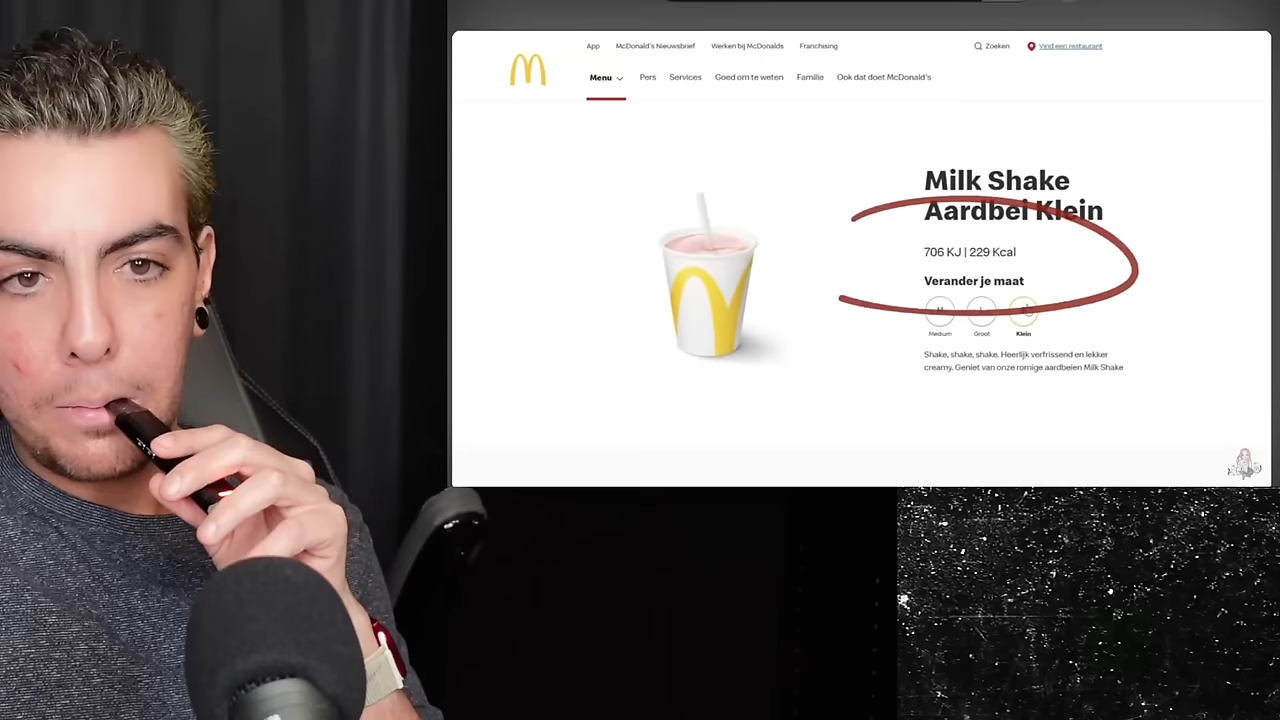 App McDonald's Nieuwsbrief Werken bij McDonalds Franchising Zoeken Vind een restaurant
Menu Pers Services Goed om te weten Familie Ook dat doet McDonald's
Milk Shake
Aardbei Klein
706 KJ | 229 Kcal
Verander je maat
Medium Groot Klein
Shake, shake, shake. Heerlijk verfrissend en lekker
creamy. Geniet van onze romige aardbeien Milk Shake